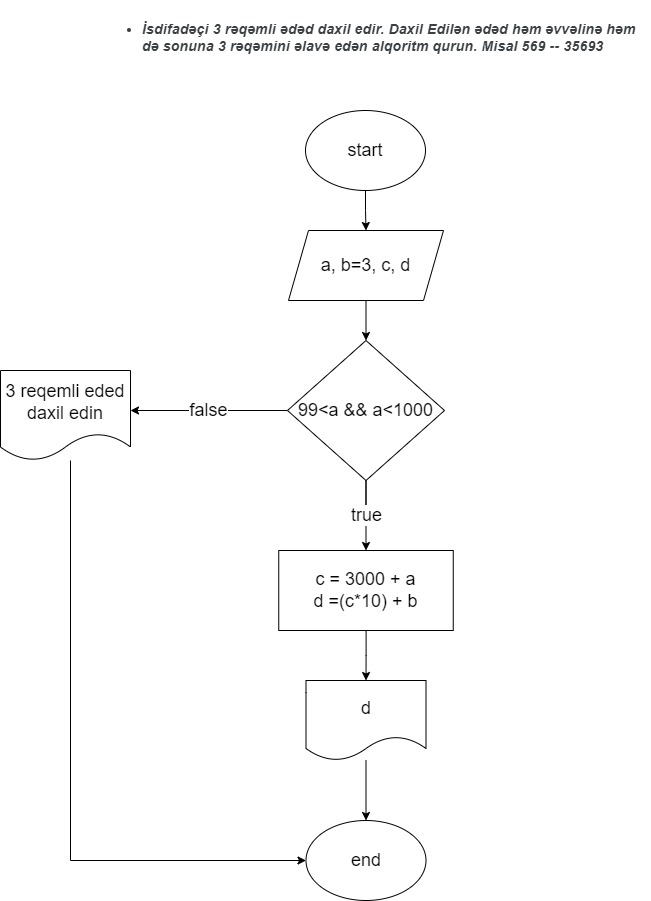 • İsdifadəçi 3 rəqəmli ədəd daxil edir. Daxil Edilən ədəd həm əvvəlinə həm
də sonuna 3 rəqəmini əlavə edən alqoritm qurun. Misal 569 -- 35693
start
a, b=3, c, d
99<a && a<1000
false
3 reqemli eded
daxil edin
true
c = 3000 + a
d =(c*10) + b
d
end